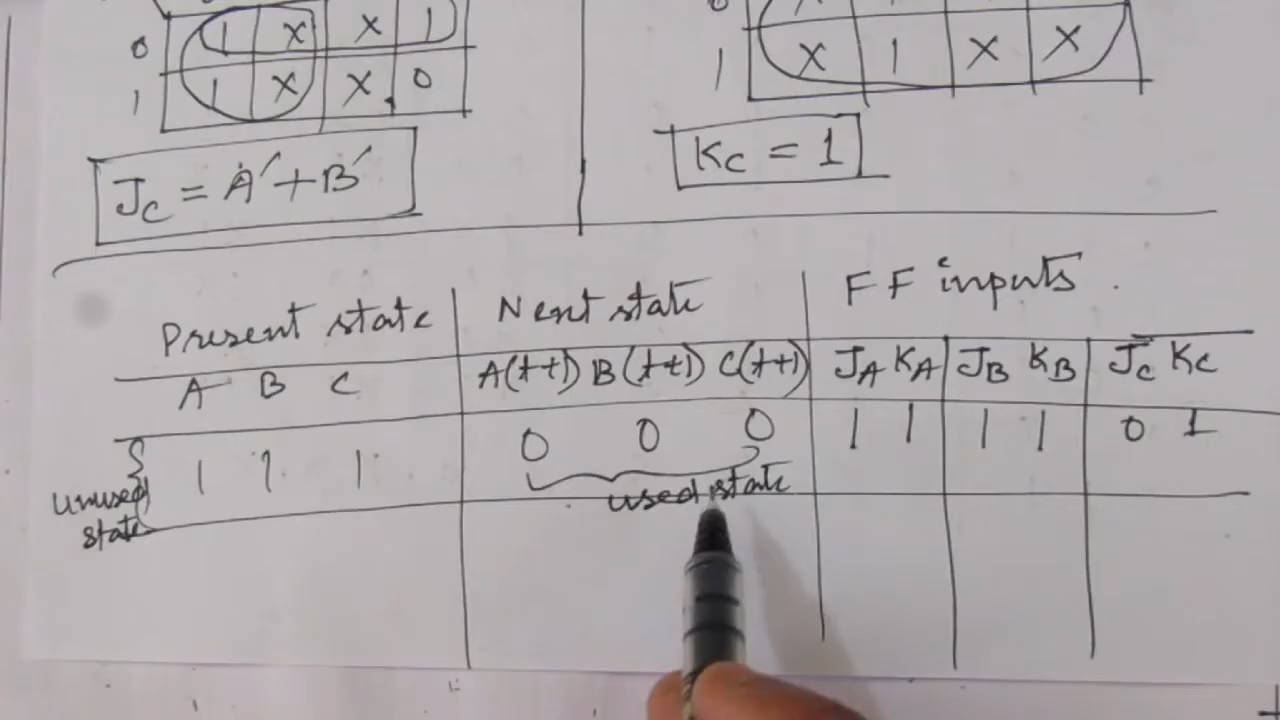 0 1 X X 1
1 1 X X 0
J_C = A' + B'
0
1 X 1 X X
K_C = 1
Present state Next state FF inputs
A B C A(t+1) B(t+1) C(t+1) J_A K_A J_B K_B J_C K_C
1 1 1 0 0 0 1 1 1 1 0 1
unused state
used state